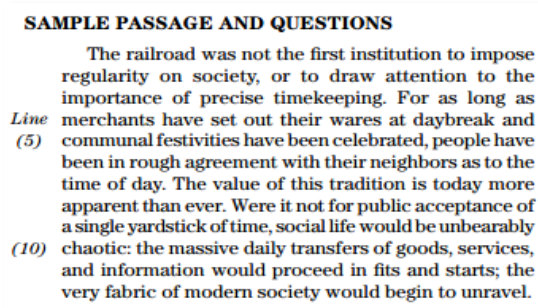 SAMPLE PASSAGE AND QUESTIONS
The railroad was not the first institution to impose
regularity on society, or to draw attention to the
importance of precise timekeeping. For as long as
Line merchants have set out their wares at daybreak and
(5) communal festivities have been celebrated, people have
been in rough agreement with their neighbors as to the
time of day. The value of this tradition is today more
apparent than ever. Were it not for public acceptance of
a single yardstick of time, social life would be unbearably
(10) chaotic: the massive daily transfers of goods, services,
and information would proceed in fits and starts; the
very fabric of modern society would begin to unravel.